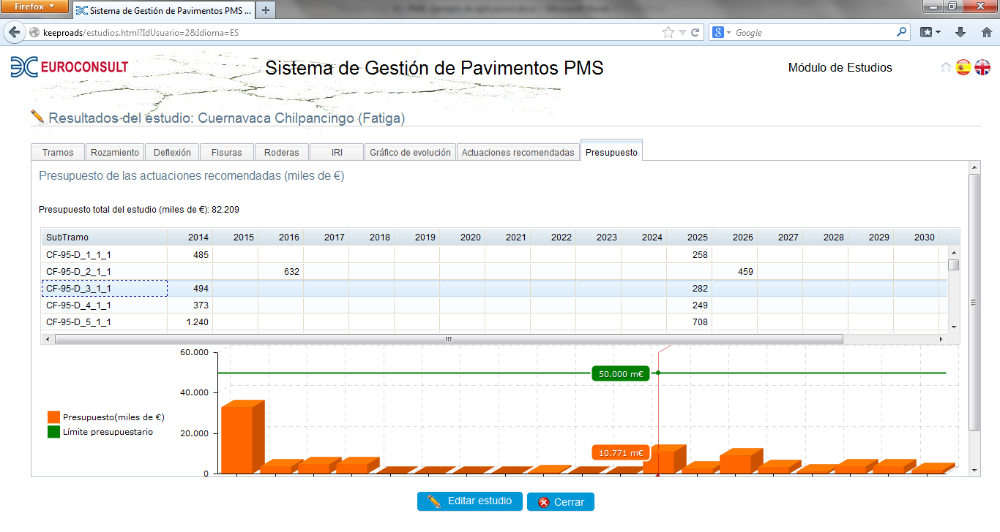 Firefox
Sistema de Gestión de Pavimentos PMS ...
keeproads/estudios.html?IdUsuario=2&Idioma=ES
Google
EUROCONSULT
Sistema de Gestión de Pavimentos PMS
Módulo de Estudios
Resultados del estudio: Cuernavaca Chilpancingo (Fatiga)
Tramos Rozamiento Deflexión Fisuras Roderas IRI Gráfico de evolución Actuaciones recomendadas Presupuesto
Presupuesto de las actuaciones recomendadas (miles de €)
Presupuesto total del estudio (miles de €): 82.209
SubTramo 2014 2015 2016 2017 2018 2019 2020 2021 2022 2023 2024 2025 2026 2027 2028 2029 2030
CF-95-D_1_1_1 485 258
CF-95-D_2_1_1 632 459
CF-95-D_3_1_1 494 282
CF-95-D_4_1_1 373 249
CF-95-D_5_1_1 1.240 708
60.000
50.000 m€
40.000
Presupuesto(miles de €)
Límite presupuestario
20.000
10.771 m€
0
Editar estudio
Cerrar